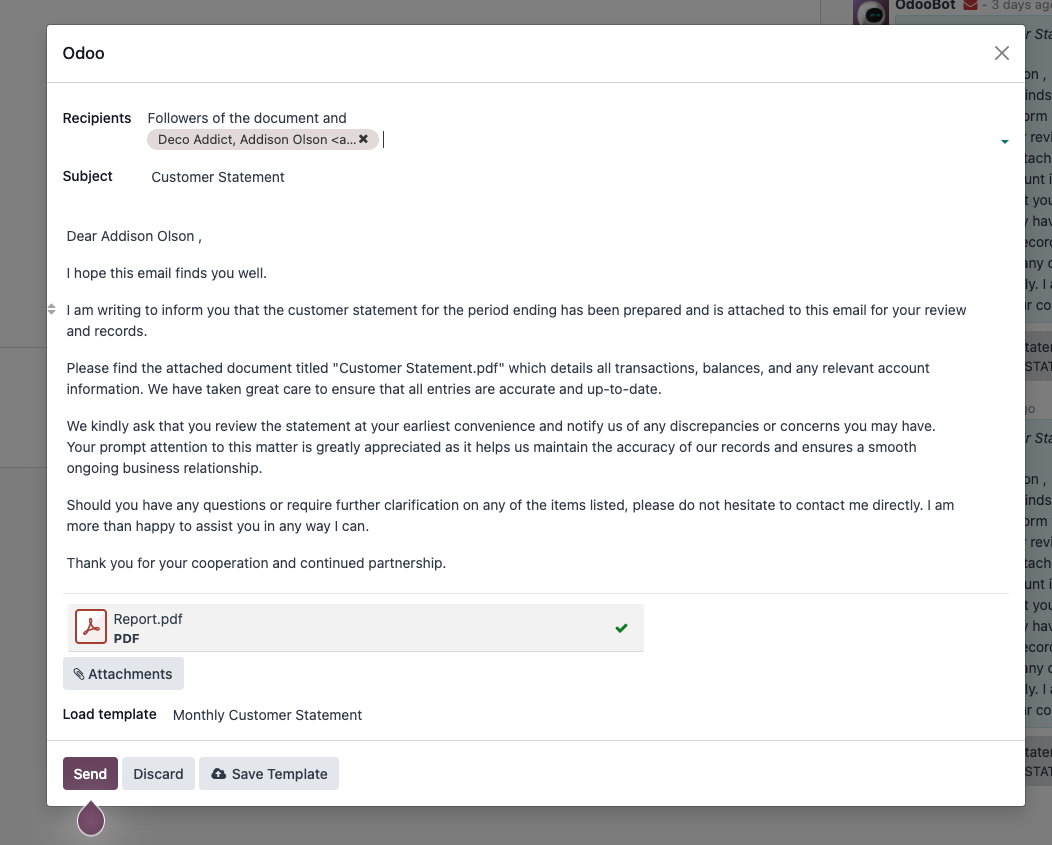 OdooBot - 3 days ago
Odoo
Recipients
Followers of the document and
Deco Addict, Addison Olson <a... ✖
Subject
Customer Statement
Dear Addison Olson ,
I hope this email finds you well.
I am writing to inform you that the customer statement for the period ending has been prepared and is attached to this email for your review
and records.
Please find the attached document titled "Customer Statement.pdf" which details all transactions, balances, and any relevant account
information. We have taken great care to ensure that all entries are accurate and up-to-date.
We kindly ask that you review the statement at your earliest convenience and notify us of any discrepancies or concerns you may have.
Your prompt attention to this matter is greatly appreciated as it helps us maintain the accuracy of our records and ensures a smooth
ongoing business relationship.
Should you have any questions or require further clarification on any of the items listed, please do not hesitate to contact me directly. I am
more than happy to assist you in any way I can.
Thank you for your cooperation and continued partnership.
Report.pdf
PDF
Attachments
Load template
Monthly Customer Statement
Send
Discard
Save Template